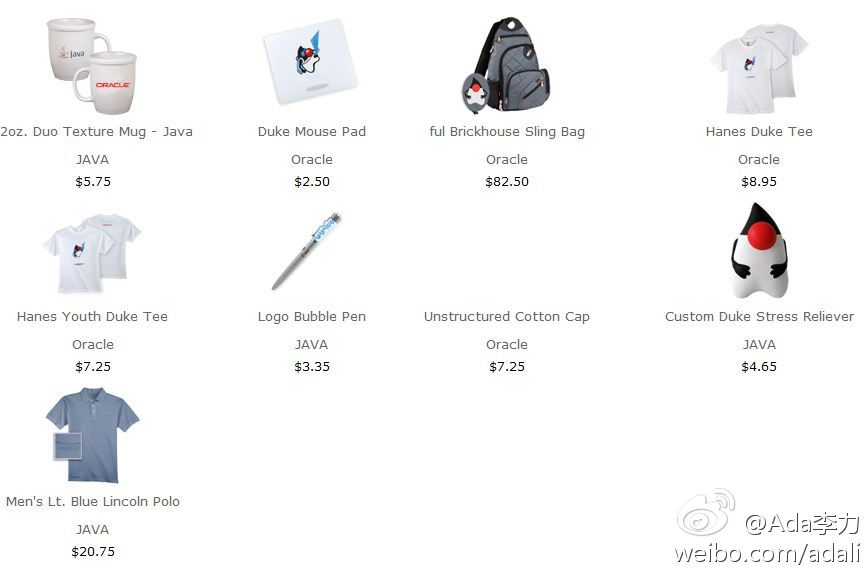 Java
ORACLE
2oz. Duo Texture Mug - Java
JAVA
$5.75
Duke Mouse Pad
Oracle
$2.50
ful Brickhouse Sling Bag
Oracle
$82.50
Hanes Duke Tee
Oracle
$8.95
Hanes Youth Duke Tee
Oracle
$7.25
Logo Bubble Pen
JAVA
$3.35
Unstructured Cotton Cap
Oracle
$7.25
Custom Duke Stress Reliever
JAVA
$4.65
Men's Lt. Blue Lincoln Polo
JAVA
$20.75
@Ada李力
weibo.com/adali